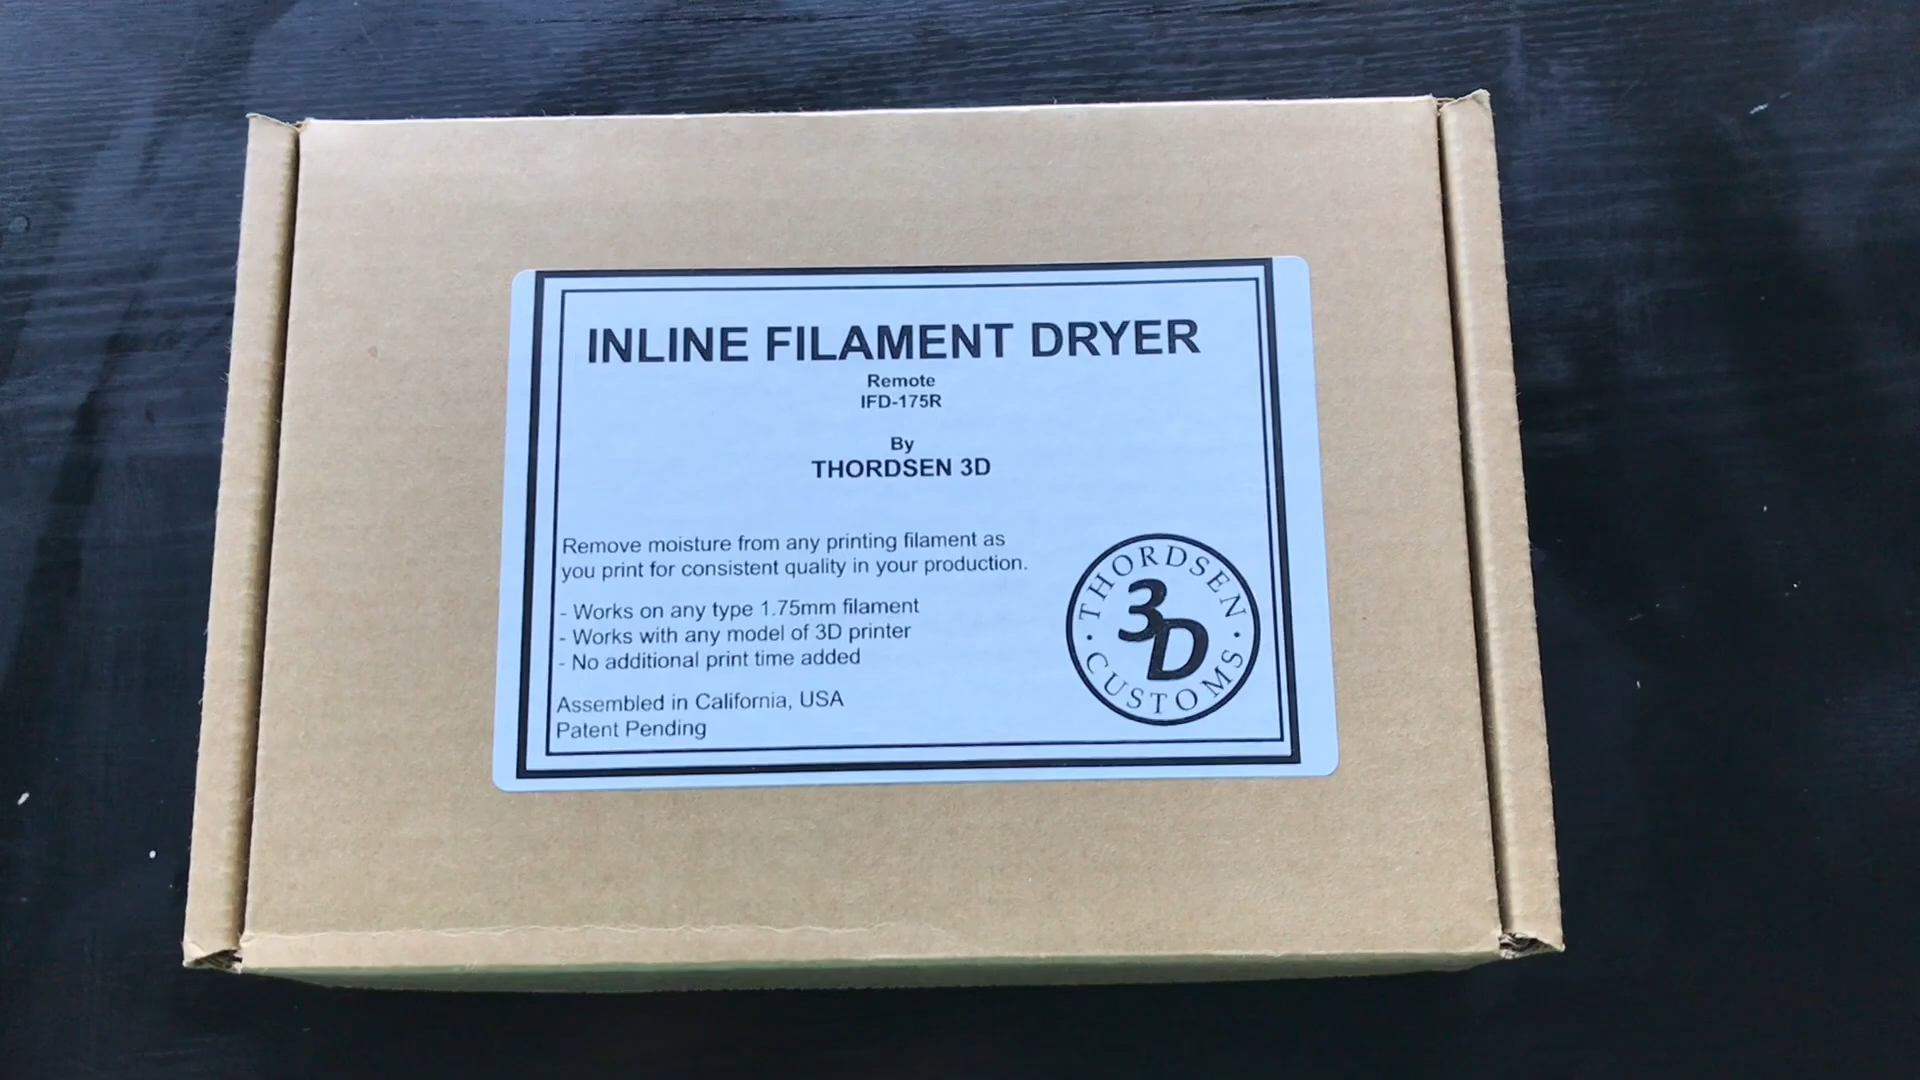 INLINE FILAMENT DRYER
Remote
IFD-175R
By
THORDSEN 3D
Remove moisture from any printing filament as
you print for consistent quality in your production.
- Works on any type 1.75mm filament
- Works with any model of 3D printer
- No additional print time added
Assembled in California, USA
Patent Pending
THORDSEN
3D
CUSTOMS